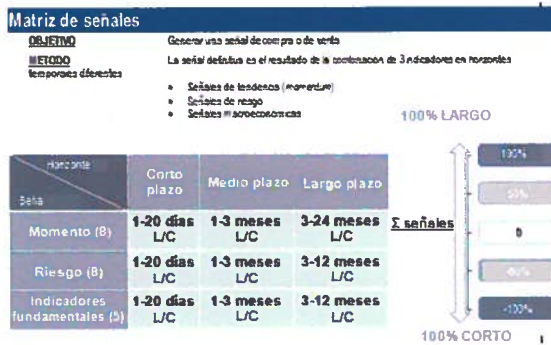 Matriz de señales
OBJETIVO Generar una señal de compra o de venta
METODO La señal definitiva es el resultado de la combinación de 3 indicadores en horizontes
temporales diferentes
• Señales de tendencia (momentum)
• Señales de riesgo
• Señales macroeconomicas
100% LARGO
Horizonte
Señal
Corto plazo Medio plazo Largo plazo
Momento (8) 1-20 días L/C 1-3 meses L/C 3-24 meses L/C
Riesgo (8) 1-20 días L/C 1-3 meses L/C 3-12 meses L/C
Indicadores fundamentales (5) 1-20 días L/C 1-3 meses L/C 3-12 meses L/C
Σ señales
100%
50%
0
-50%
-100%
100% CORTO